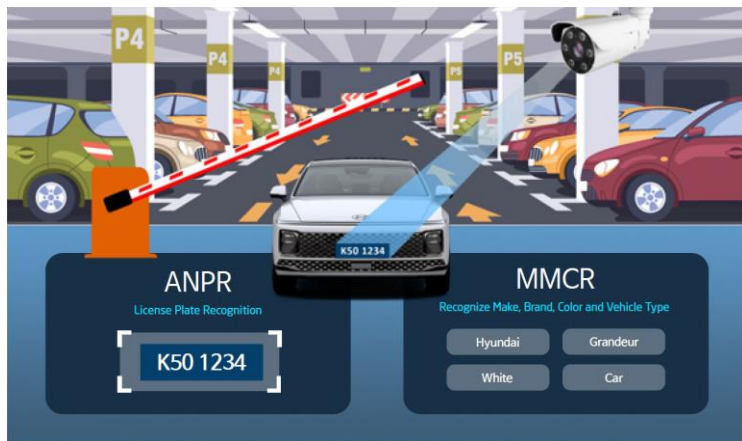 P4
P4
P4
P5
P5
K50 1234
ANPR
License Plate Recognition
K50 1234
MMCR
Recognize Make, Brand, Color and Vehicle Type
Hyundai
Grandeur
White
Car